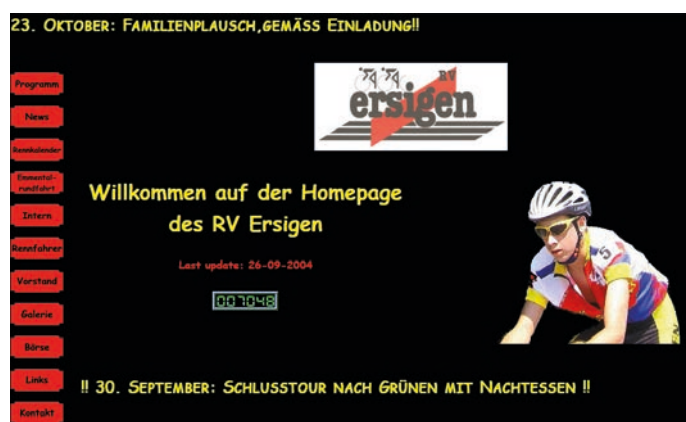 23. OKTOBER: FAMILIENPLAUSCH,GEMÄSS EINLADUNG!!
RV
ersigen
Programm
News
Rennkalender
Emmental-
rundfahrt
Intern
Rennfahrer
Vorstand
Galerie
Börse
Links
Kontakt
Willkommen auf der Homepage
des RV Ersigen
Last update: 26-09-2004
007048
5
!! 30. SEPTEMBER: SCHLUSSTOUR NACH GRÜNEN MIT NACHTESSEN !!